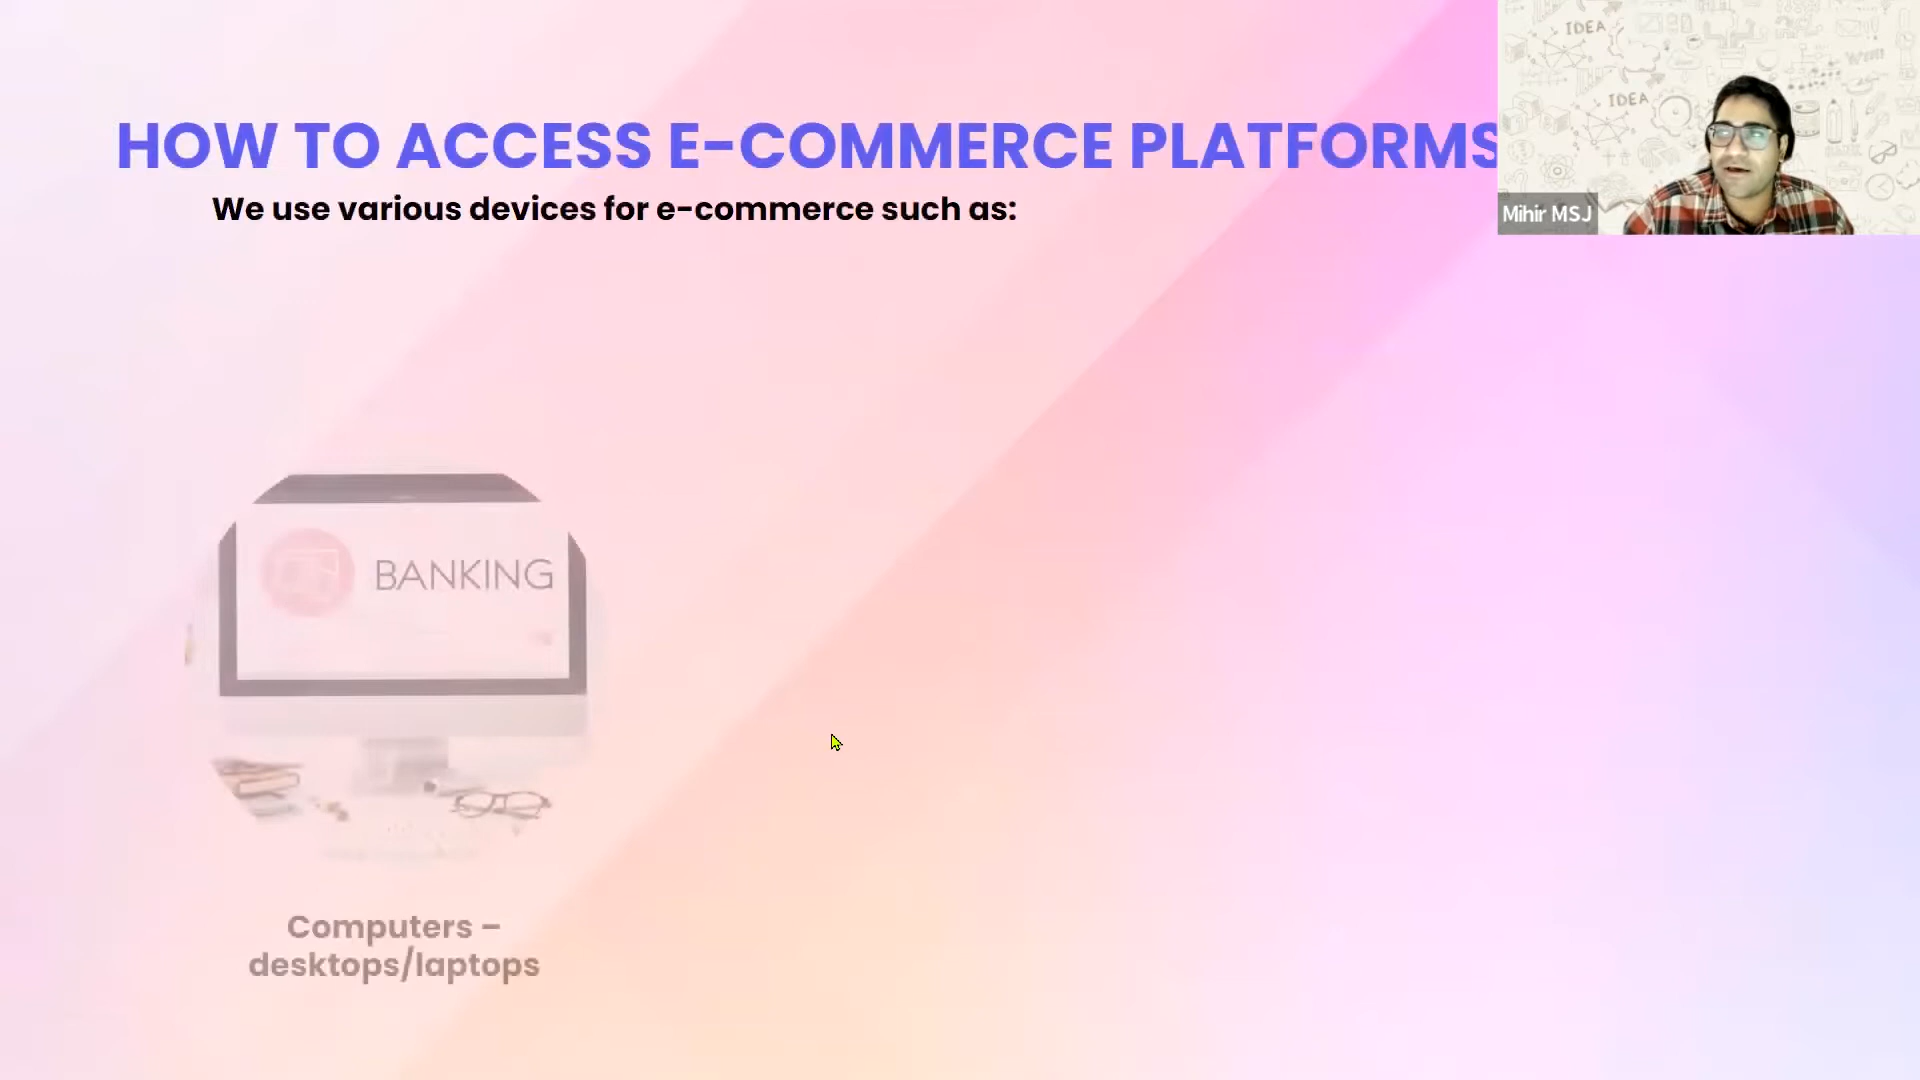 HOW TO ACCESS E-COMMERCE PLATFORMS
We use various devices for e-commerce such as:
IDEA
IDEA
Mihir MSJ
BANKING
Computers –
desktops/laptops